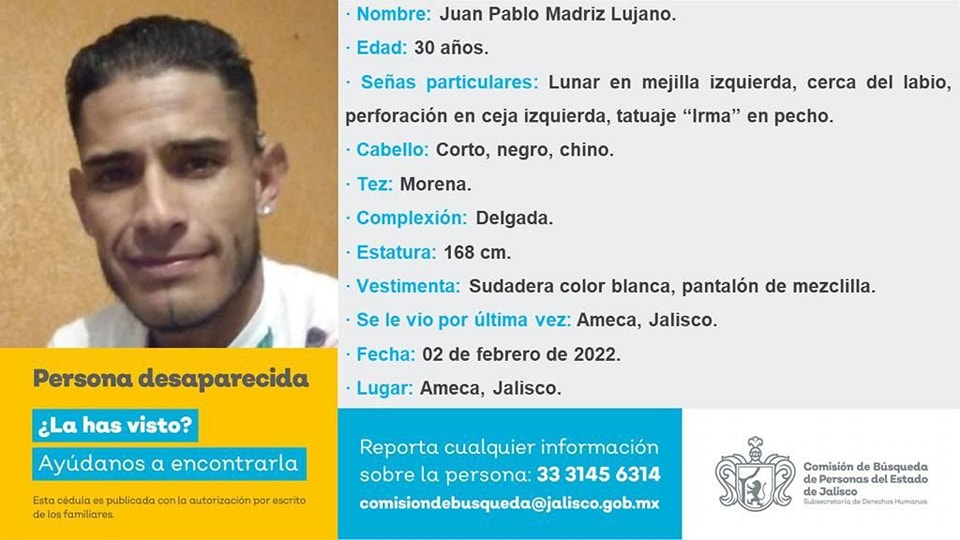 · Nombre: Juan Pablo Madriz Lujano.
· Edad: 30 años.
· Señas particulares: Lunar en mejilla izquierda, cerca del labio,
perforación en ceja izquierda, tatuaje “Irma” en pecho.
· Cabello: Corto, negro, chino.
· Tez: Morena.
· Complexión: Delgada.
· Estatura: 168 cm.
· Vestimenta: Sudadera color blanca, pantalón de mezclilla.
· Se le vio por última vez: Ameca, Jalisco.
· Fecha: 02 de febrero de 2022.
· Lugar: Ameca, Jalisco.
Persona desaparecida
¿La has visto?
Ayúdanos a encontrarla
Esta cédula es publicada con la autorización por escrito
de los familiares.
Reporta cualquier información
sobre la persona: 33 3145 6314
comisiondebusqueda@jalisco.gob.mx
Comisión de Búsqueda
de Personas del Estado
de Jalisco
Subsecretaría de Derechos Humanos